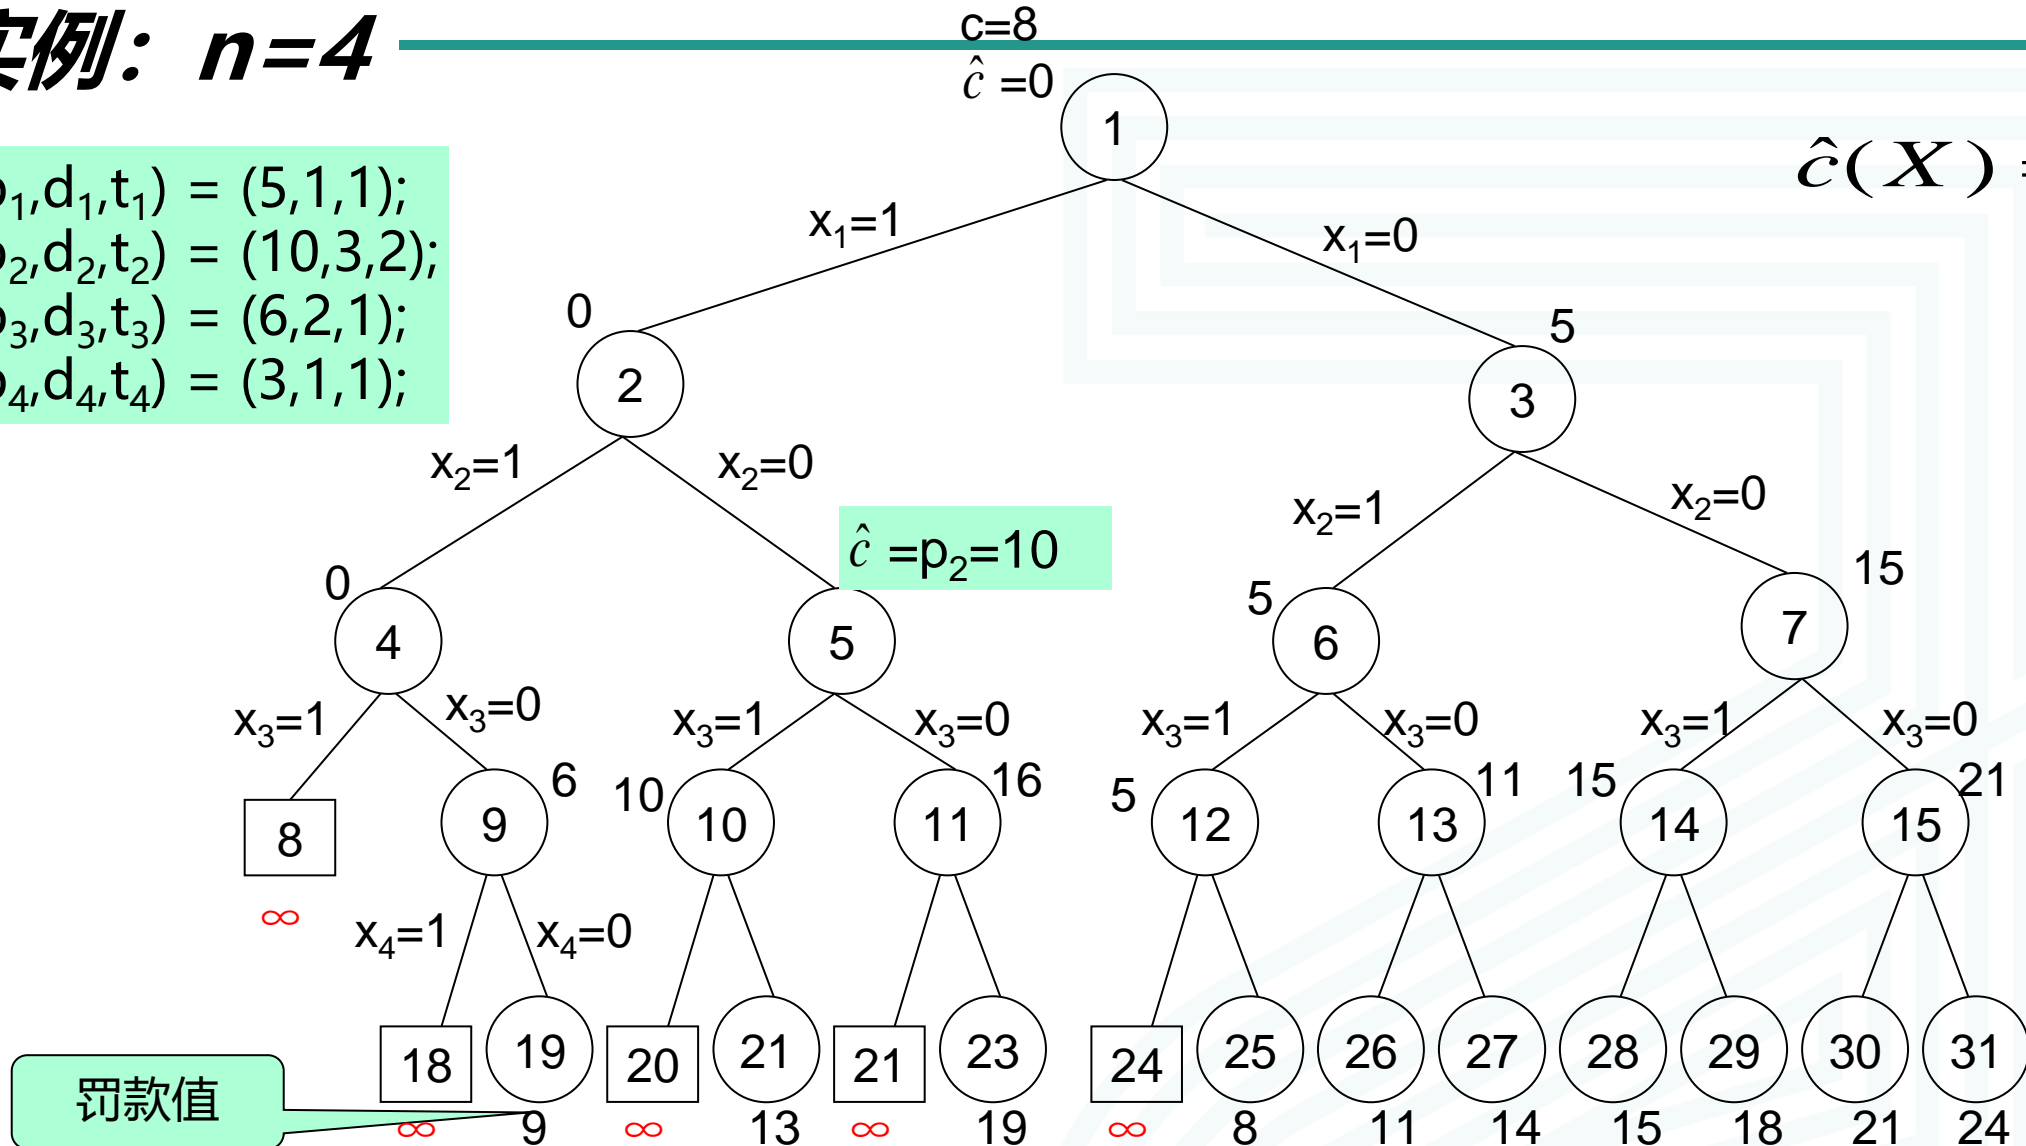 实例：n=4
c=8
ĉ =0
1
ĉ(X) =
p₁,d₁,t₁) = (5,1,1);
p₂,d₂,t₂) = (10,3,2);
p₃,d₃,t₃) = (6,2,1);
p₄,d₄,t₄) = (3,1,1);
x₁=1
x₁=0
0
2
5
3
x₂=1
x₂=0
x₂=1
x₂=0
ĉ =p₂=10
0
4
5
5
6
15
7
x₃=1
x₃=0
x₃=1
x₃=0
x₃=1
x₃=0
x₃=1
x₃=0
8
∞
6
9
10
10
16
11
5
12
11
13
15
14
21
15
x₄=1
x₄=0
18
19
20
21
21
23
24
25
26
27
28
29
30
31
罚款值
∞
9
∞
13
∞
19
∞
8
11
14
15
18
21
24